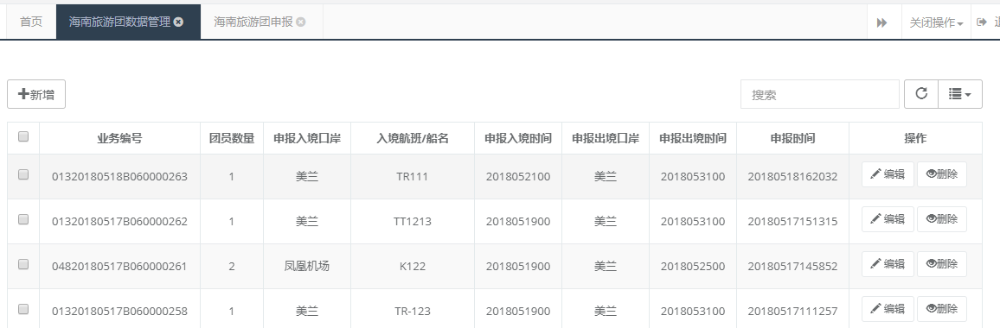 首页 海南旅游团数据管理 海南旅游团申报 关闭操作
新增 搜索
业务编号 团员数量 申报入境口岸 入境航班/船名 申报入境时间 申报出境口岸 申报出境时间 申报时间 操作
01320180518B060000263 1 美兰 TR111 2018052100 美兰 2018053100 20180518162032 编辑 删除
01320180517B060000262 1 美兰 TT1213 2018051900 美兰 2018053100 20180517151315 编辑 删除
04820180517B060000261 2 凤凰机场 K122 2018051900 美兰 2018052500 20180517145852 编辑 删除
01320180517B060000258 1 美兰 TR-123 2018051900 美兰 2018053100 20180517111257 编辑 删除